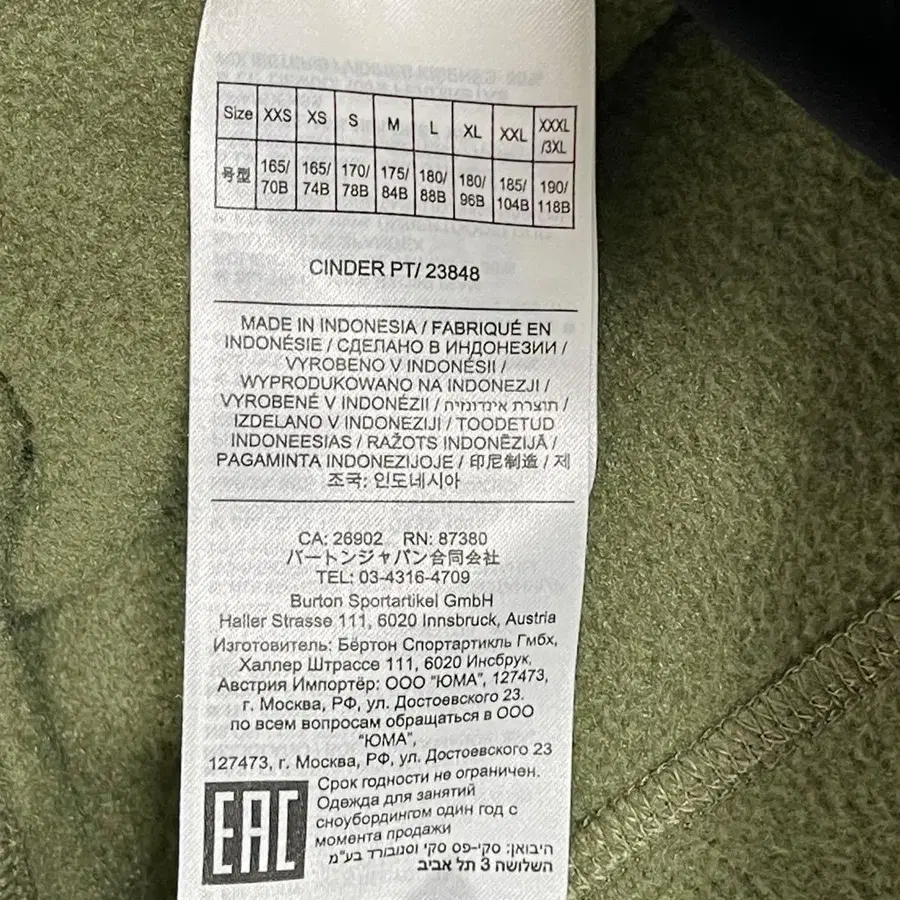 Size XXS XS S M L XL XXL XXXL/3XL
号型 165/70B 165/74B 170/78B 175/84B 180/88B 180/96B 185/104B 190/118B
CINDER PT/ 23848
MADE IN INDONESIA / FABRIQUÉ EN
INDONÉSIE / СДЕЛАНО В ИНДОНЕЗИИ /
VYROBENO V INDONÉSII /
WYPRODUKOWANO NA INDONEZJI /
VYROBENÉ V INDONÉZII / תוצרת אינדונזיה /
IZDELANO V INDONEZIJI / TOODETUD
INDONEESIAS / RAŽOTS INDONĒZIJĀ /
PAGAMINTA INDONEZIJOJE / 印尼制造 / 제
조국: 인도네시아
CA: 26902 RN: 87380
バートンジャパン合同会社
TEL: 03-4316-4709
Burton Sportartikel GmbH
Haller Strasse 111, 6020 Innsbruck, Austria
Изготовитель: Бёртон Спортартикль Гмбх,
Халлер Штрассе 111, 6020 Инсбрук,
Австрия Импортёр: ООО "ЮМА", 127473,
г. Москва, РФ, ул. Достоевского 23.
по всем вопросам обращаться в ООО
"ЮМА",
127473, г. Москва, РФ, ул. Достоевского 23
EAC
Срок годности не ограничен.
Одежда для занятий
сноубордингом один год с
момента продажи
היבואן: סקי-פס סקי וסנובורד בע"מ
השלושה 3 תל אביב